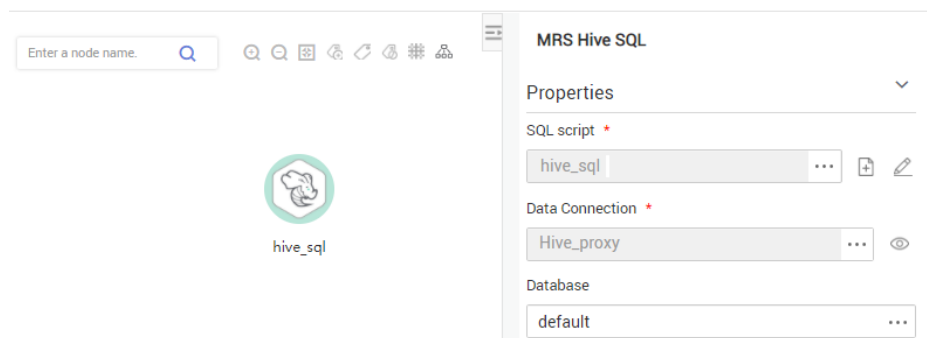 Enter a node name.
hive_sql
MRS Hive SQL
Properties
SQL script *
hive_sql
Data Connection *
Hive_proxy
Database
default